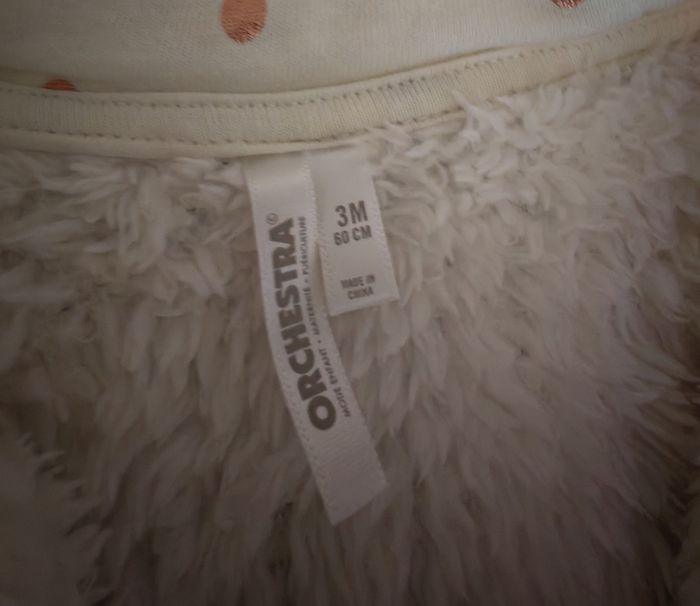 ORCHESTRA®
MODE ENFANT • MATERNITÉ • PUÉRICULTURE
3M
60 CM
MADE IN
CHINA